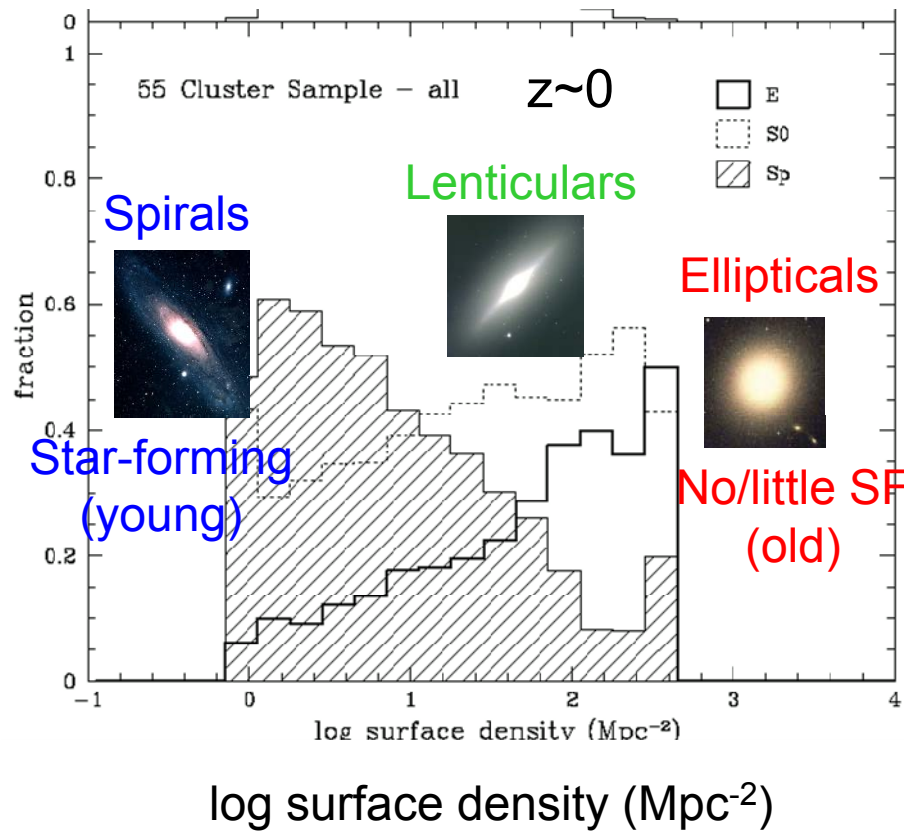 0
1
55 Cluster Sample – all
z~0
E
S0
Sp
0.8
Spirals
Lenticulars
Ellipticals
0.6
fraction
0.4
Star-forming
(young)
No/little SF
(old)
0.2
0
-1 0 1 2 3 4
log surface density (Mpc⁻²)
log surface density (Mpc⁻²)